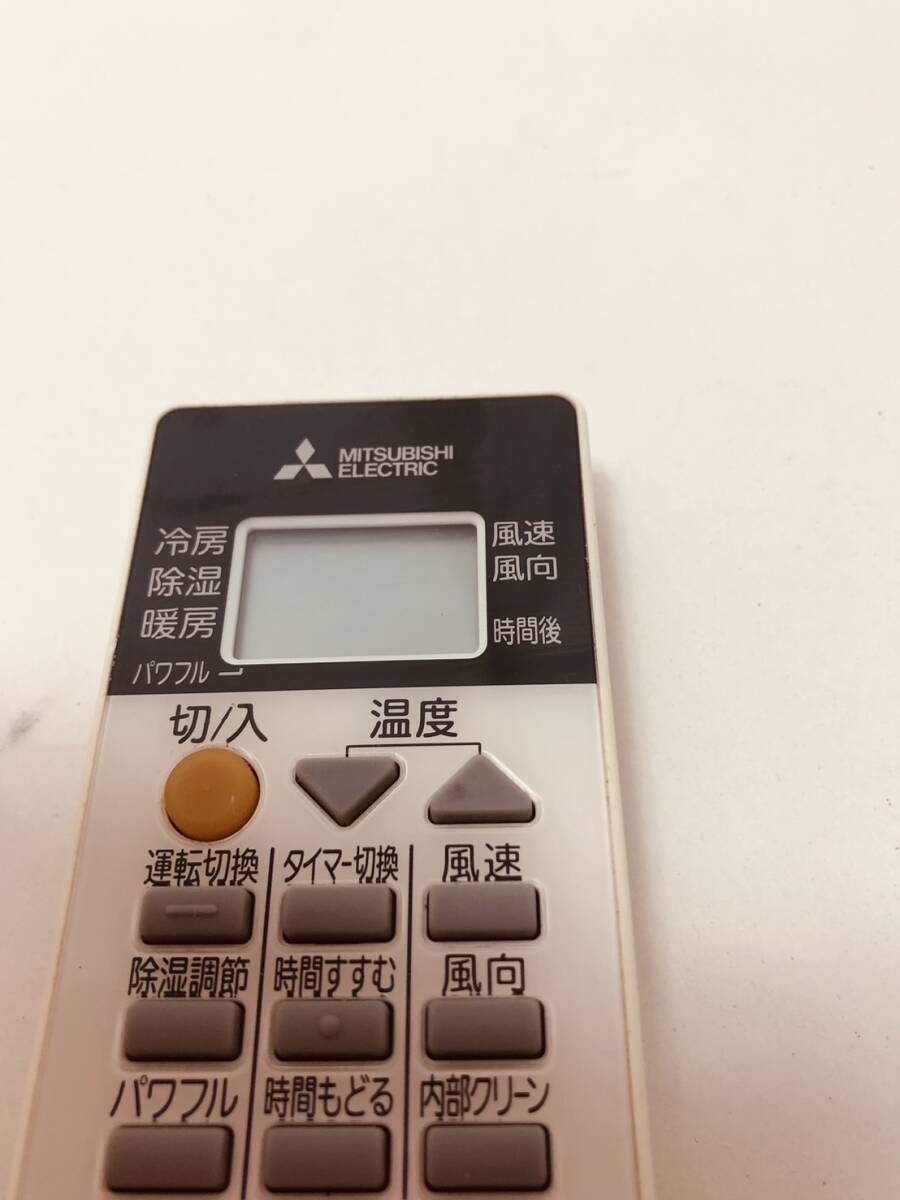 MITSUBISHI
ELECTRIC
冷房
除湿
暖房
パワフル
風速
風向
時間後
切/入
温度
運転切換
タイマー切換
風速
除湿調節
時間すすむ
風向
パワフル
時間もどる
内部クリーン